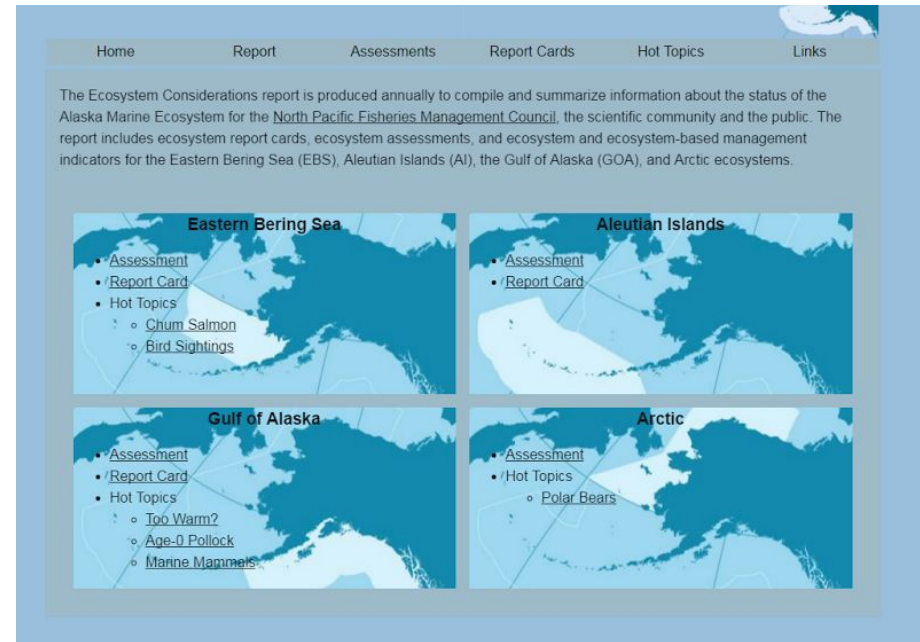 Home Report Assessments Report Cards Hot Topics Links
The Ecosystem Considerations report is produced annually to compile and summarize information about the status of the
Alaska Marine Ecosystem for the North Pacific Fisheries Management Council, the scientific community and the public. The
report includes ecosystem report cards, ecosystem assessments, and ecosystem and ecosystem-based management
indicators for the Eastern Bering Sea (EBS), Aleutian Islands (AI), the Gulf of Alaska (GOA), and Arctic ecosystems.
Eastern Bering Sea
Assessment
Report Card
Hot Topics
Chum Salmon
Bird Sightings
Aleutian Islands
Assessment
Report Card
Gulf of Alaska
Assessment
Report Card
Hot Topics
Too Warm?
Age-0 Pollock
Marine Mammals
Arctic
Assessment
Hot Topics
Polar Bears